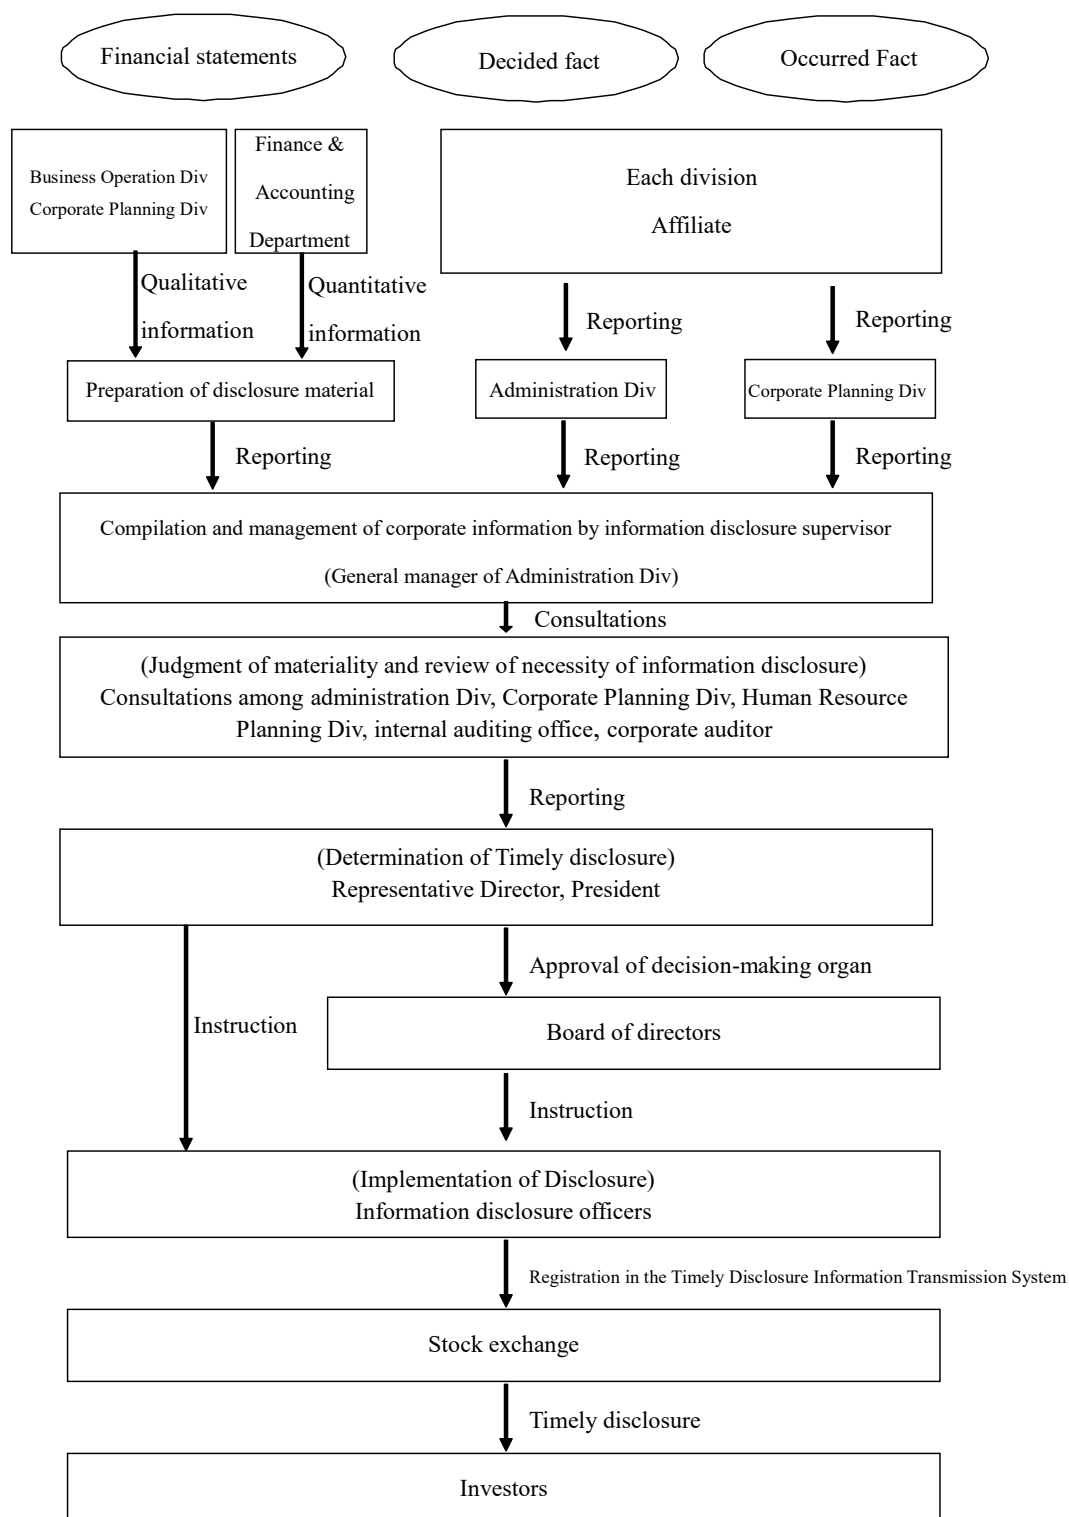 Financial statements
Decided fact
Occurred Fact
Business Operation Div
Corporate Planning Div
Finance &
Accounting
Department
Each division
Affiliate
Qualitative
information
Quantitative
information
Reporting
Reporting
Preparation of disclosure material
Administration Div
Corporate Planning Div
Reporting
Reporting
Reporting
Compilation and management of corporate information by information disclosure supervisor
(General manager of Administration Div)
Consultations
(Judgment of materiality and review of necessity of information disclosure)
Consultations among administration Div, Corporate Planning Div, Human Resource
Planning Div, internal auditing office, corporate auditor
Reporting
(Determination of Timely disclosure)
Representative Director, President
Approval of decision-making organ
Instruction
Board of directors
Instruction
(Implementation of Disclosure)
Information disclosure officers
Registration in the Timely Disclosure Information Transmission System
Stock exchange
Timely disclosure
Investors